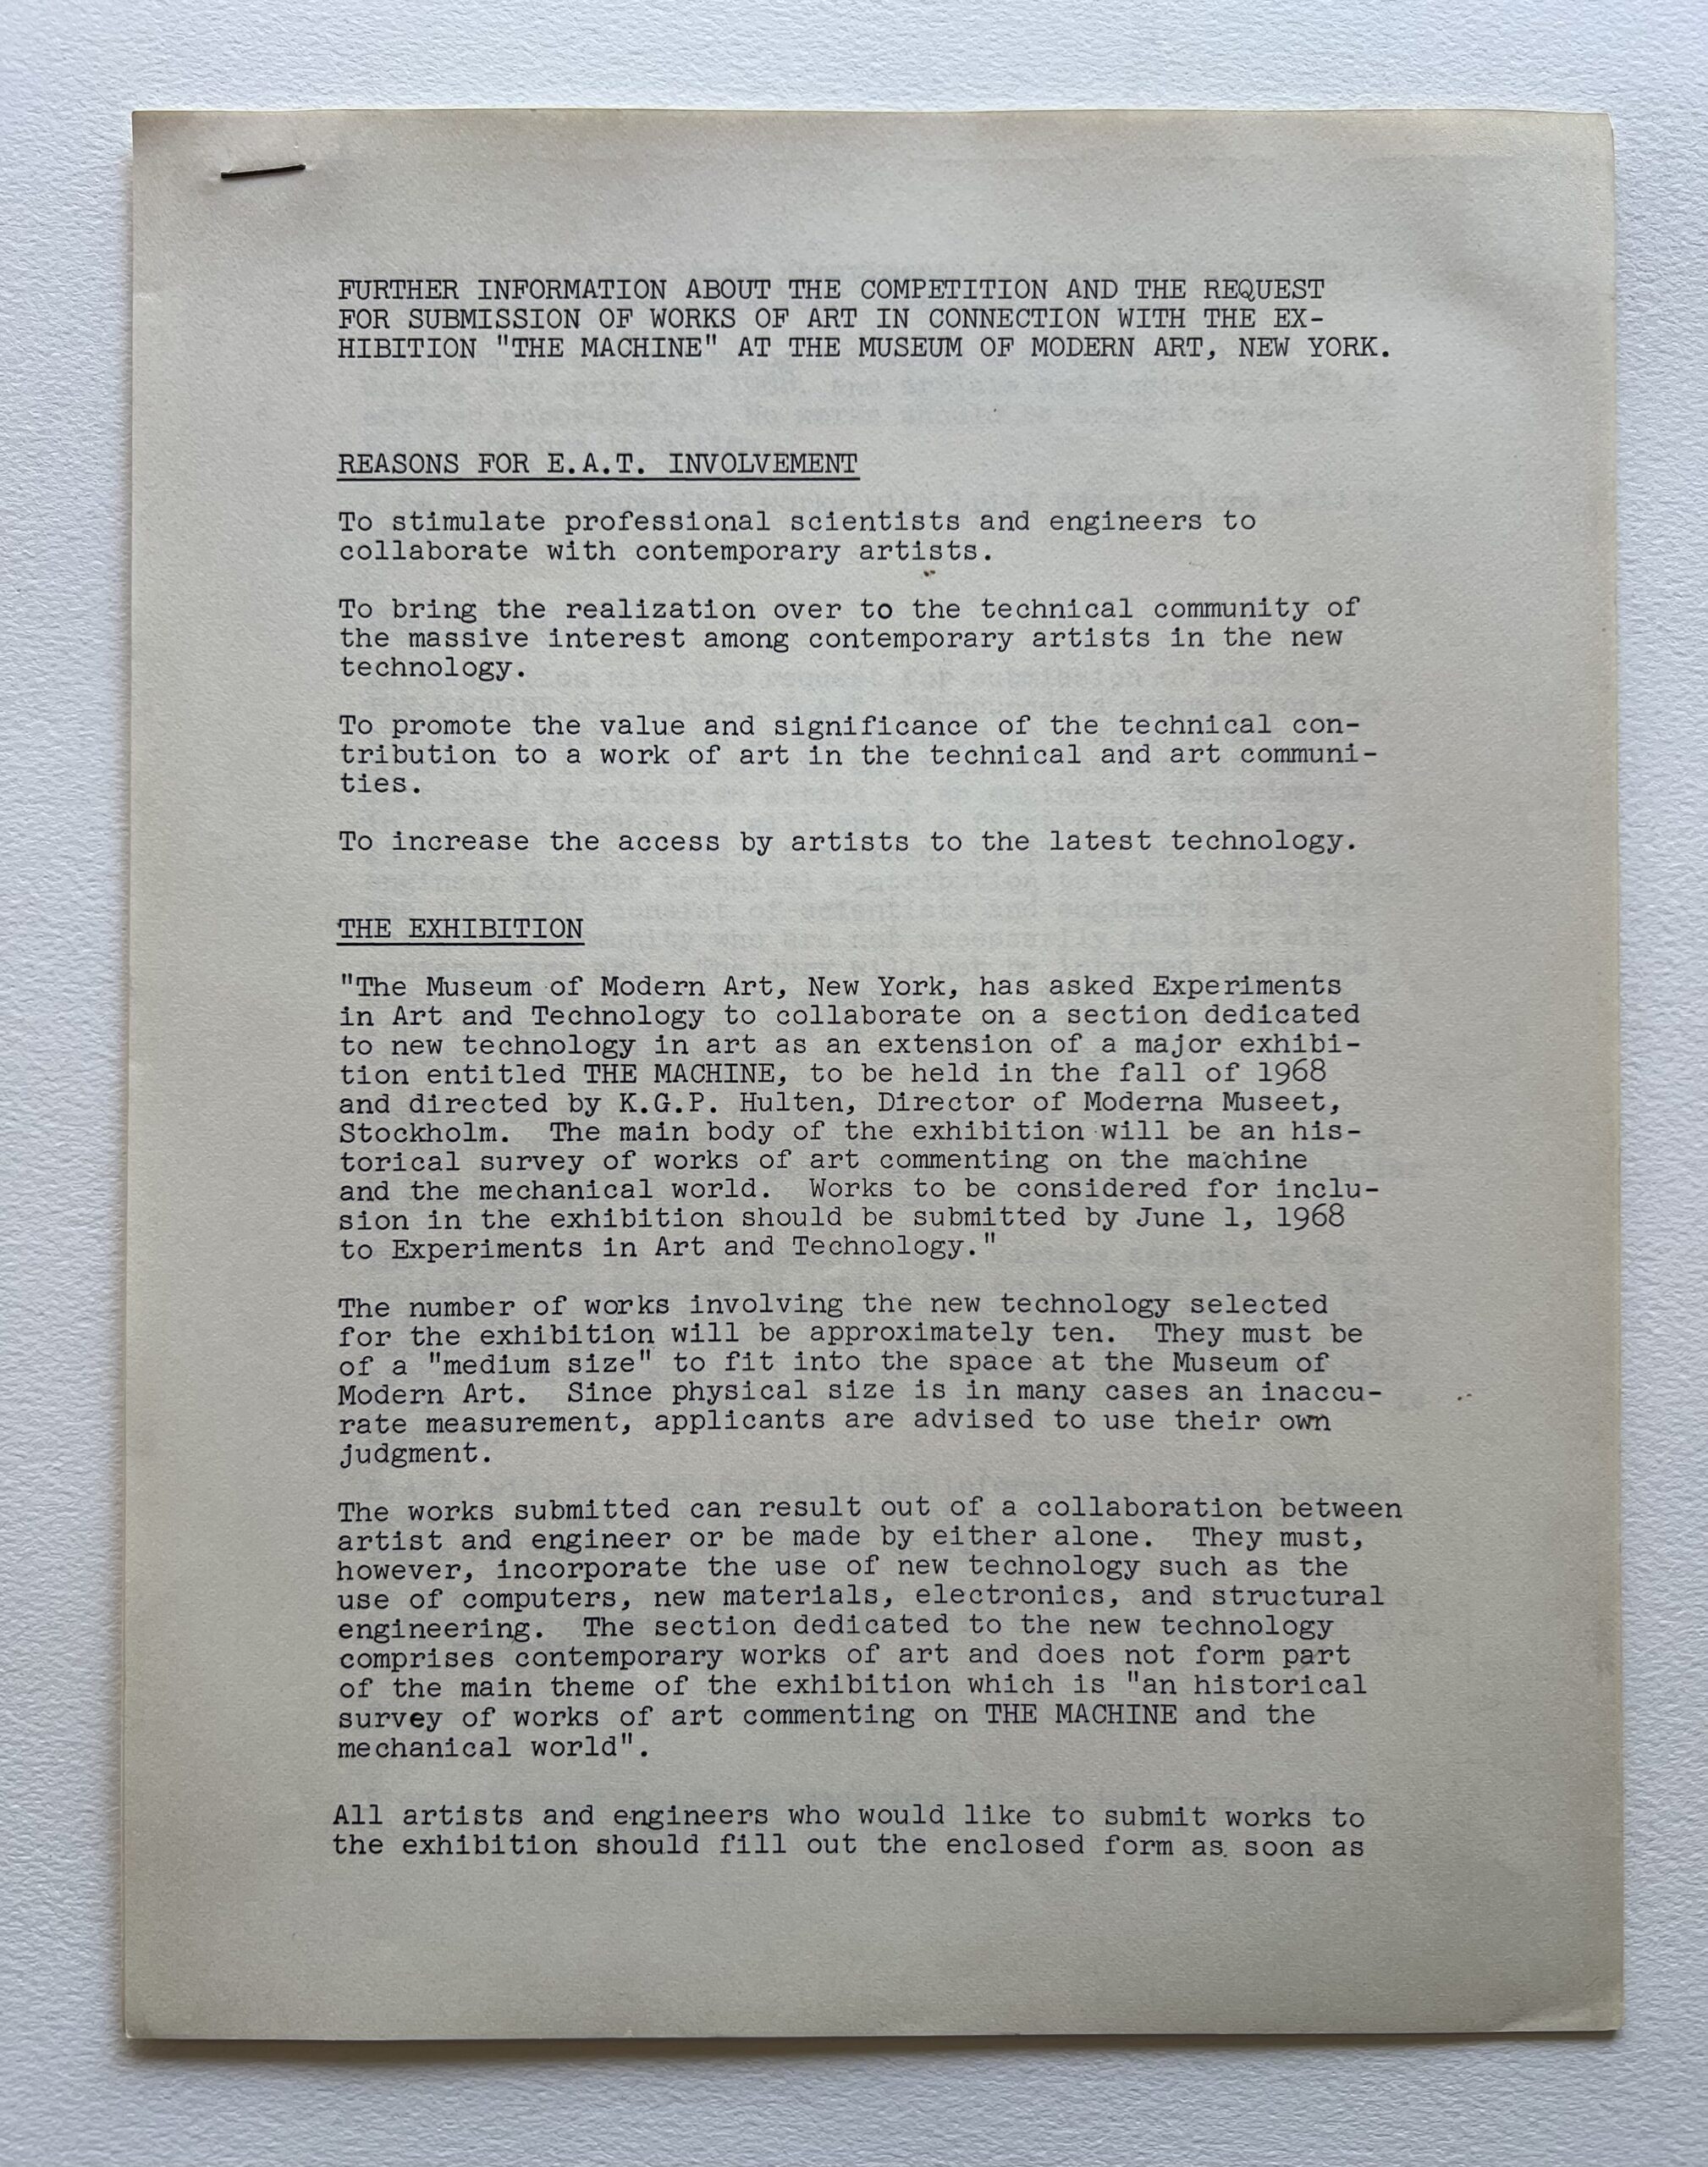 FURTHER INFORMATION ABOUT THE COMPETITION AND THE REQUEST
FOR SUBMISSION OF WORKS OF ART IN CONNECTION WITH THE EX-
HIBITION "THE MACHINE" AT THE MUSEUM OF MODERN ART, NEW YORK.
REASONS FOR E.A.T. INVOLVEMENT
To stimulate professional scientists and engineers to
collaborate with contemporary artists.
To bring the realization over to the technical community of
the massive interest among contemporary artists in the new
technology.
To promote the value and significance of the technical con-
tribution to a work of art in the technical and art communi-
ties.
To increase the access by artists to the latest technology.
THE EXHIBITION
"The Museum of Modern Art, New York, has asked Experiments
in Art and Technology to collaborate on a section dedicated
to new technology in art as an extension of a major exhibi-
tion entitled THE MACHINE, to be held in the fall of 1968
and directed by K.G.P. Hulten, Director of Moderna Museet,
Stockholm.  The main body of the exhibition will be an his-
torical survey of works of art commenting on the machine
and the mechanical world.  Works to be considered for inclu-
sion in the exhibition should be submitted by June 1, 1968
to Experiments in Art and Technology."
The number of works involving the new technology selected
for the exhibition will be approximately ten.  They must be
of a "medium size" to fit into the space at the Museum of
Modern Art.  Since physical size is in many cases an inaccu-
rate measurement, applicants are advised to use their own
judgment.
The works submitted can result out of a collaboration between
artist and engineer or be made by either alone.  They must,
however, incorporate the use of new technology such as the
use of computers, new materials, electronics, and structural
engineering.  The section dedicated to the new technology
comprises contemporary works of art and does not form part
of the main theme of the exhibition which is "an historical
survey of works of art commenting on THE MACHINE and the
mechanical world".
All artists and engineers who would like to submit works to
the exhibition should fill out the enclosed form as soon as